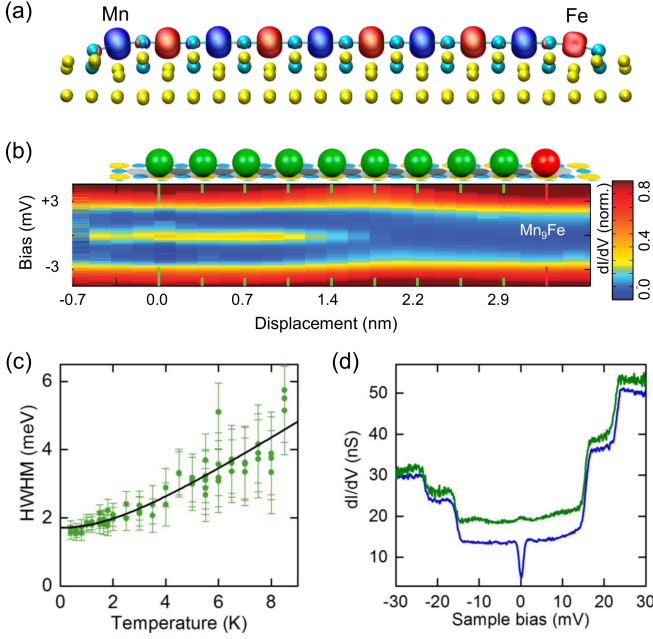 (a)
Mn
Fe
(b)
Bias (mV)
+3
-3
Mn₉Fe
dI/dV (norm.)
0.8
0.4
0.0
-0.7
0.0
0.7
1.4
2.2
2.9
Displacement (nm)
(c)
HWHM (meV)
6
4
2
0
0
2
4
6
8
Temperature (K)
(d)
dI/dV (nS)
50
40
30
20
10
-30
-20
-10
0
10
20
30
Sample bias (mV)